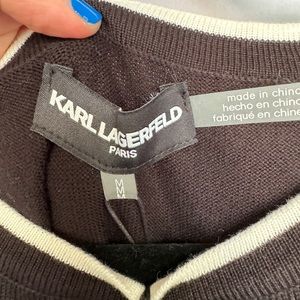 KARL LAGERFELD
PARIS
M
made in china
hecho en china
fabriqué en chine